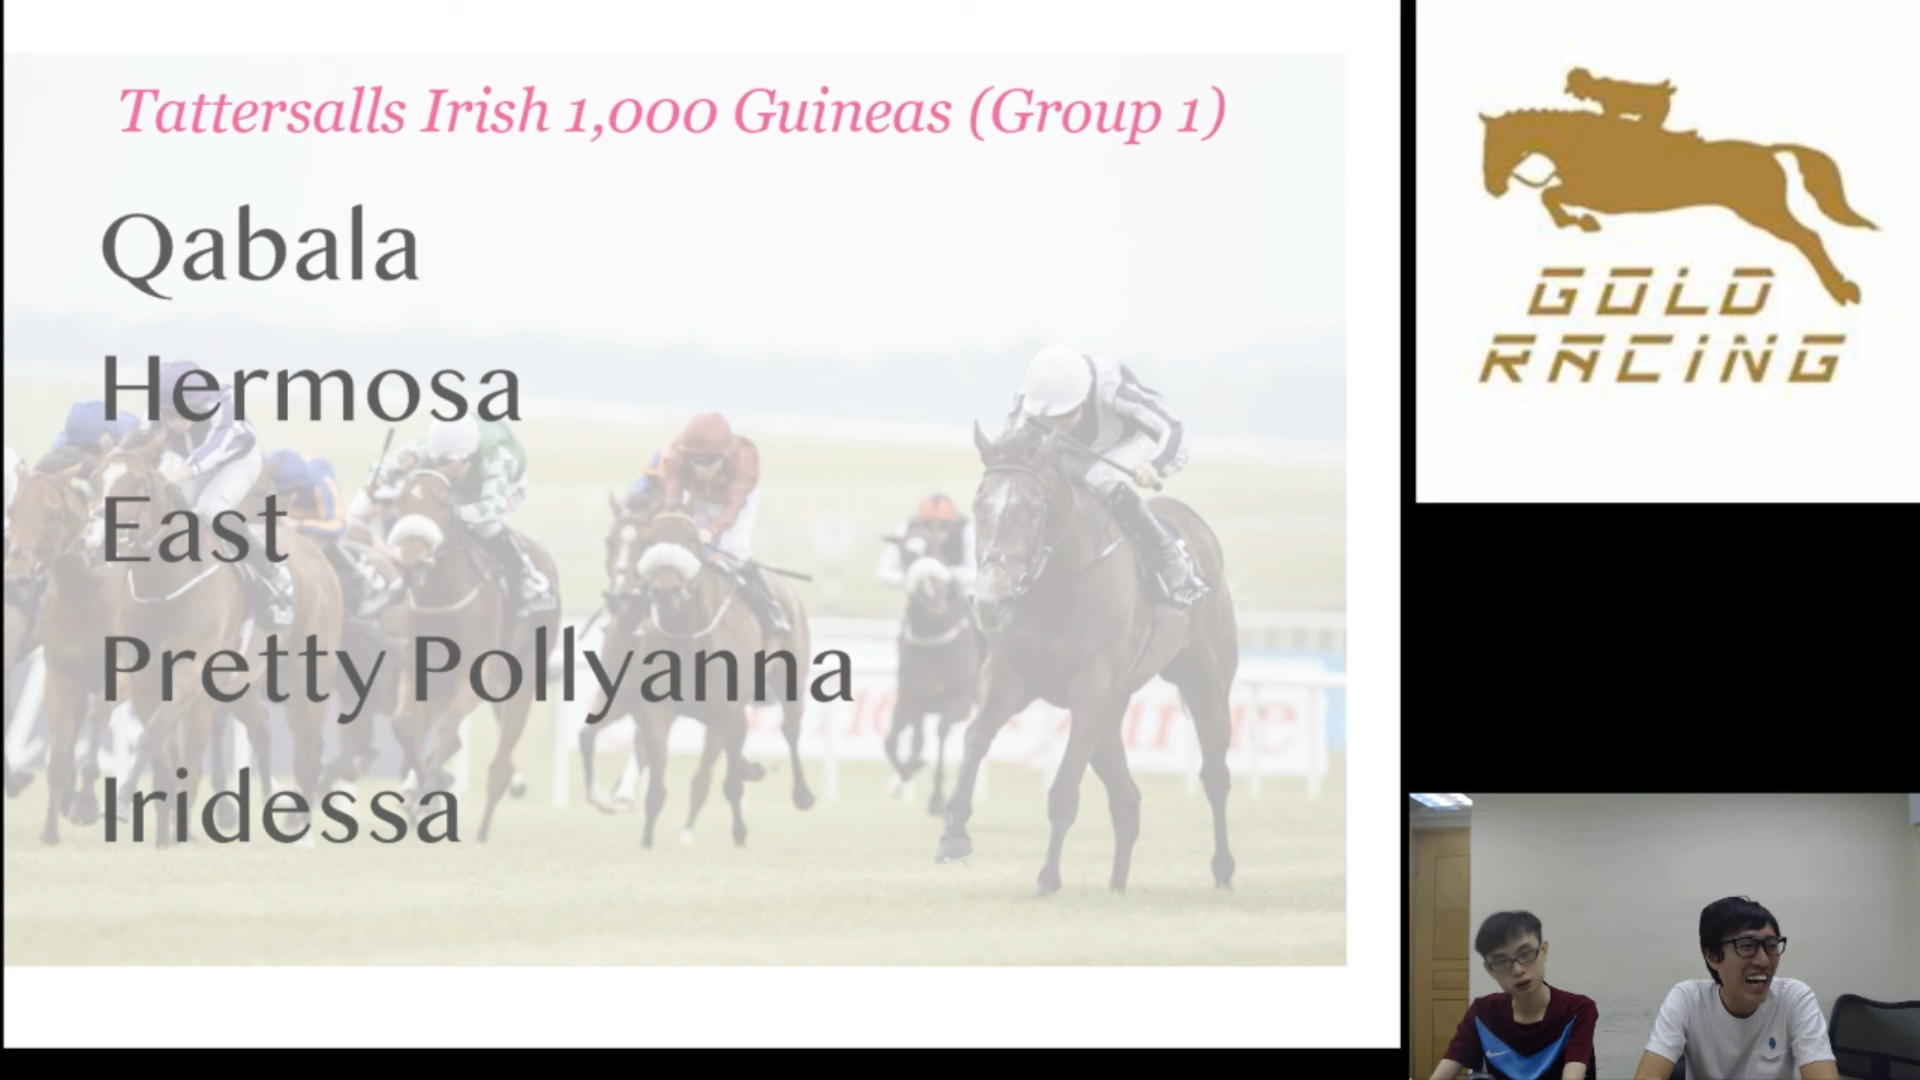 Tattersalls Irish 1,000 Guineas (Group 1)
Qabala
Hermosa
East
Pretty Pollyanna
Iridessa
GOLD
RACING